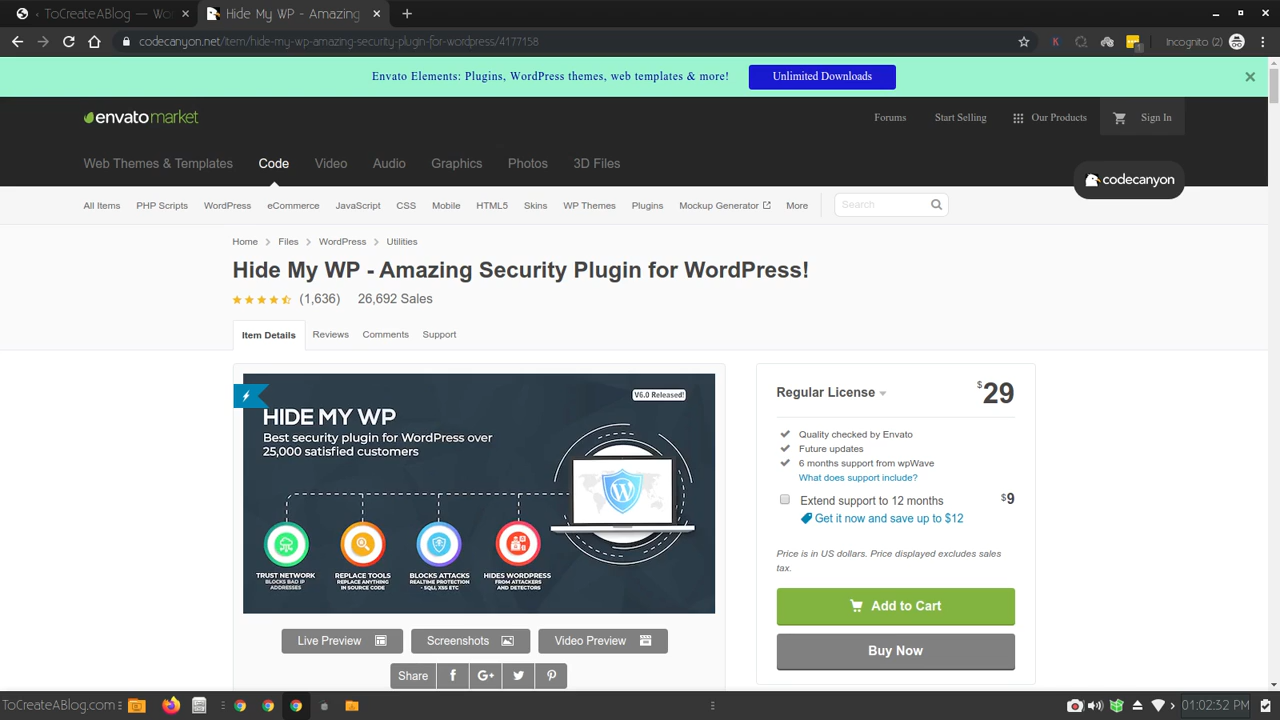 ToCreateABlog — Wo
Hide My WP - Amazing
codecanyon.net/item/hide-my-wp-amazing-security-plugin-for-wordpress/4177158
K
1
Incognito (2)
Envato Elements: Plugins, WordPress themes, web templates & more!
Unlimited Downloads
envatomarket
Forums
Start Selling
Our Products
Sign In
Web Themes & Templates
Code
Video
Audio
Graphics
Photos
3D Files
codecanyon
All Items
PHP Scripts
WordPress
eCommerce
JavaScript
CSS
Mobile
HTML5
Skins
WP Themes
Plugins
Mockup Generator
More
Search
Home
Files
WordPress
Utilities
Hide My WP - Amazing Security Plugin for WordPress!
(1,636)
26,692 Sales
Item Details
Reviews
Comments
Support
V6.0 Released!
HIDE MY WP
Best security plugin for WordPress over
25,000 satisfied customers
TRUST NETWORK
BLOCKS BAD IP
ADDRESSES
REPLACE TOOLS
REPLACE ANYTHING
IN SOURCE CODE
BLOCKS ATTACKS
REALTIME PROTECTION
- SQLI, XSS ETC
HIDES WORDPRESS
FROM ATTACKERS
AND DETECTORS
Live Preview
Screenshots
Video Preview
Share
Regular License
$29
Quality checked by Envato
Future updates
6 months support from wpWave
What does support include?
Extend support to 12 months
$9
Get it now and save up to $12
Price is in US dollars. Price displayed excludes sales
tax.
Add to Cart
Buy Now
ToCreateABlog.com
01:02:32 PM